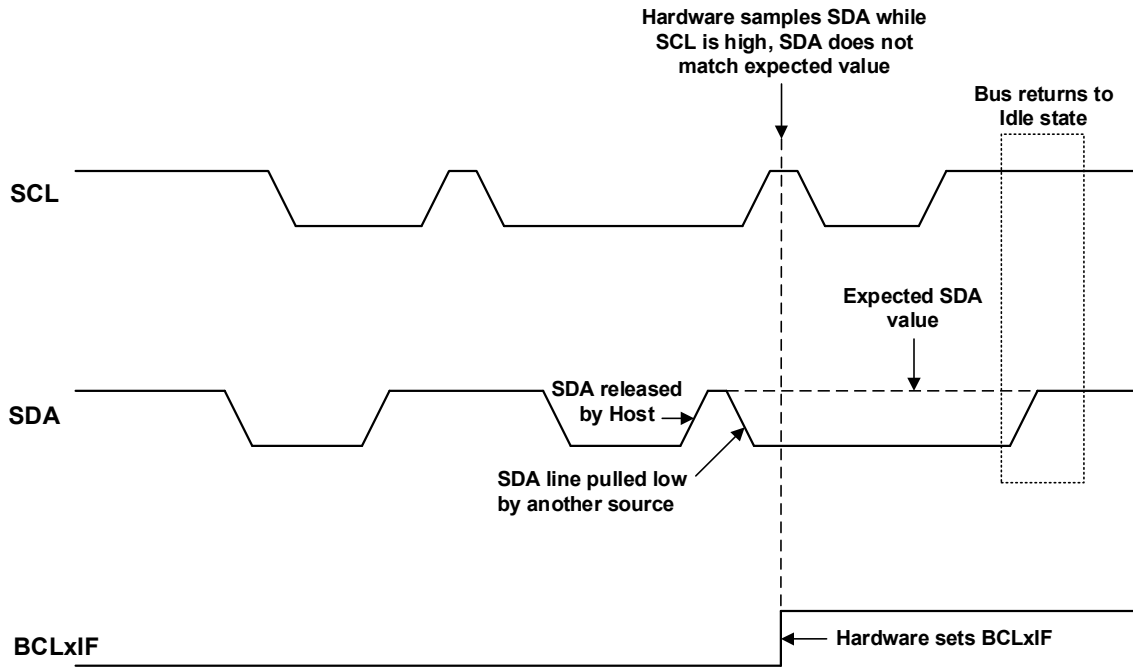 Hardware samples SDA while
SCL is high, SDA does not
match expected value
Bus returns to
Idle state
SCL
Expected SDA
value
SDA
SDA released
by Host
SDA line pulled low
by another source
BCLxIF
Hardware sets BCLxIF